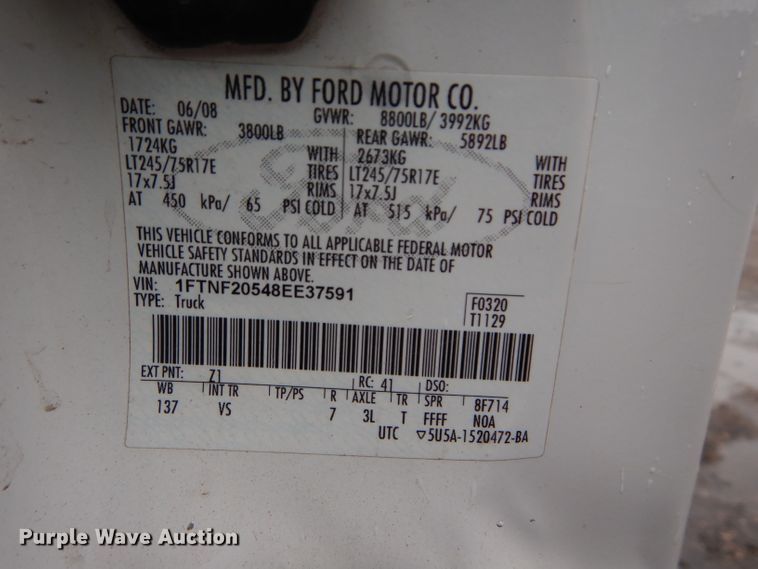 MFD. BY FORD MOTOR CO.
DATE: 06/08 GVWR: 8800LB/ 3992KG
FRONT GAWR: 3800LB REAR GAWR: 5892LB
1724KG WITH 2673KG WITH
LT245/75R17E TIRES LT245/75R17E TIRES
17x7.5J RIMS 17x7.5J RIMS
AT 450 kPa/ 65 PSI COLD AT 515 kPa/ 75 PSI COLD
Ford
THIS VEHICLE CONFORMS TO ALL APPLICABLE FEDERAL MOTOR
VEHICLE SAFETY STANDARDS IN EFFECT ON THE DATE OF
MANUFACTURE SHOWN ABOVE.
VIN: 1FTNF20548EE37591 F0320
TYPE: Truck T1129
EXT PNT: Z1 RC: 41 DSO:
WB INT TR TP/PS R AXLE TR SPR 8F714
137 VS 7 3L T FFFF NOA
UTC ▽5U5A-1520472-BA
Purple Wave Auction